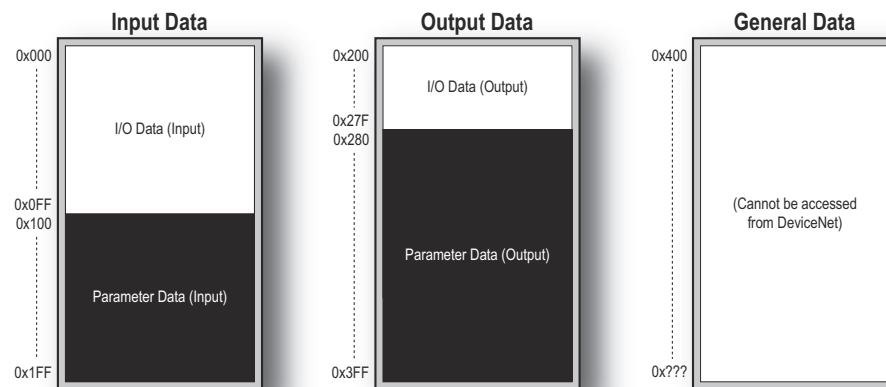 Input Data
0x000
I/O Data (Input)
0x0FF
0x100
Parameter Data (Input)
0x1FF
Output Data
0x200
I/O Data (Output)
0x27F
0x280
Parameter Data (Output)
0x3FF
General Data
0x400
(Cannot be accessed
from DeviceNet)
0x???